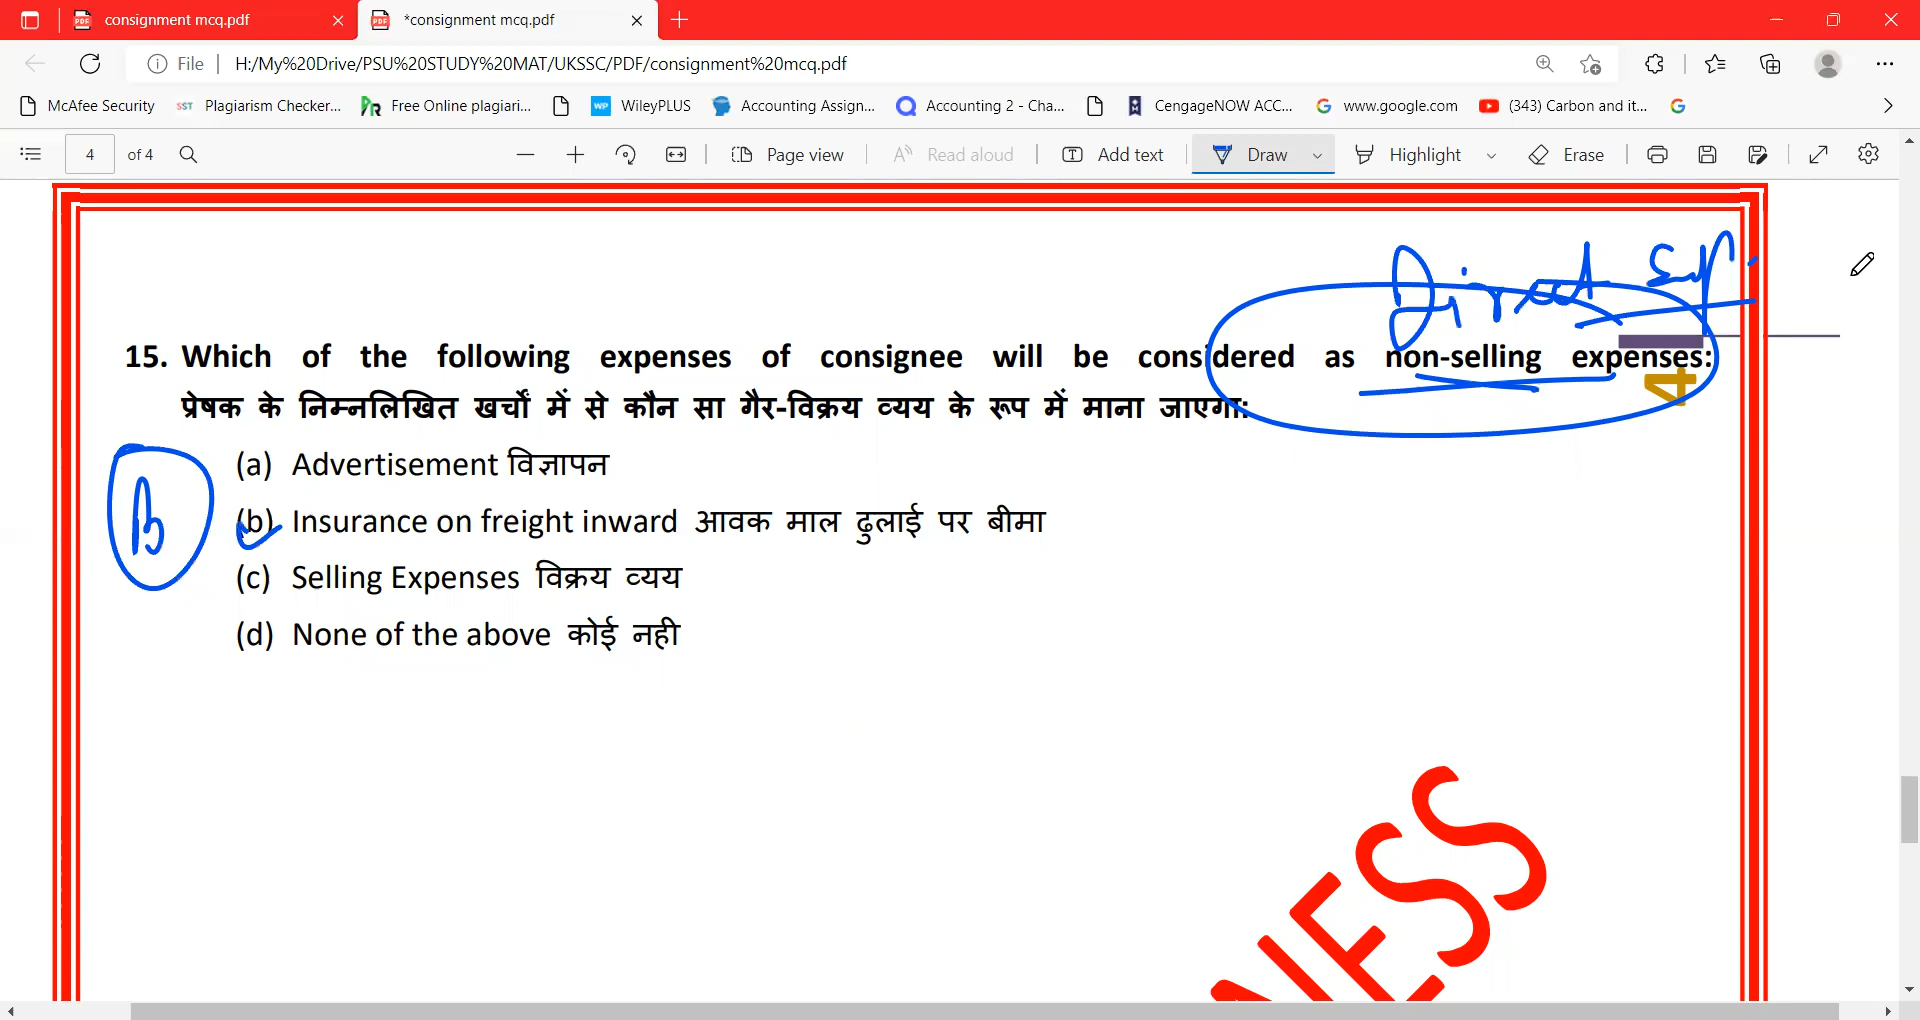 consignment mcq.pdf
*consignment mcq.pdf
File
H:/My%20Drive/PSU%20STUDY%20MAT/UKSSC/PDF/consignment%20mcq.pdf
McAfee Security
SST Plagiarism Checker...
Free Online plagiari...
WP WileyPLUS
Accounting Assign...
Accounting 2 - Cha...
CengageNOW ACC...
www.google.com
(343) Carbon and it...
4 of 4
Page view
Read aloud
Add text
Draw
Highlight
Erase
Direct Exp.
15. Which of the following expenses of consignee will be considered as non-selling expenses:
4
प्रेषक के निम्नलिखित खर्चों में से कौन सा गैर-विक्रय व्यय के रूप में माना जाएगा:
(a) Advertisement विज्ञापन
B
(b) Insurance on freight inward आवक माल ढुलाई पर बीमा
(c) Selling Expenses विक्रय व्यय
(d) None of the above कोई नही
NESS